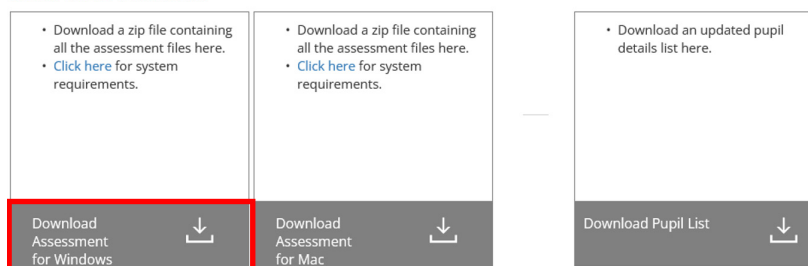 • Download a zip file containing
all the assessment files here.
• Click here for system
requirements.
Download
Assessment
for Windows
• Download a zip file containing
all the assessment files here.
• Click here for system
requirements.
Download
Assessment
for Mac
• Download an updated pupil
details list here.
Download Pupil List